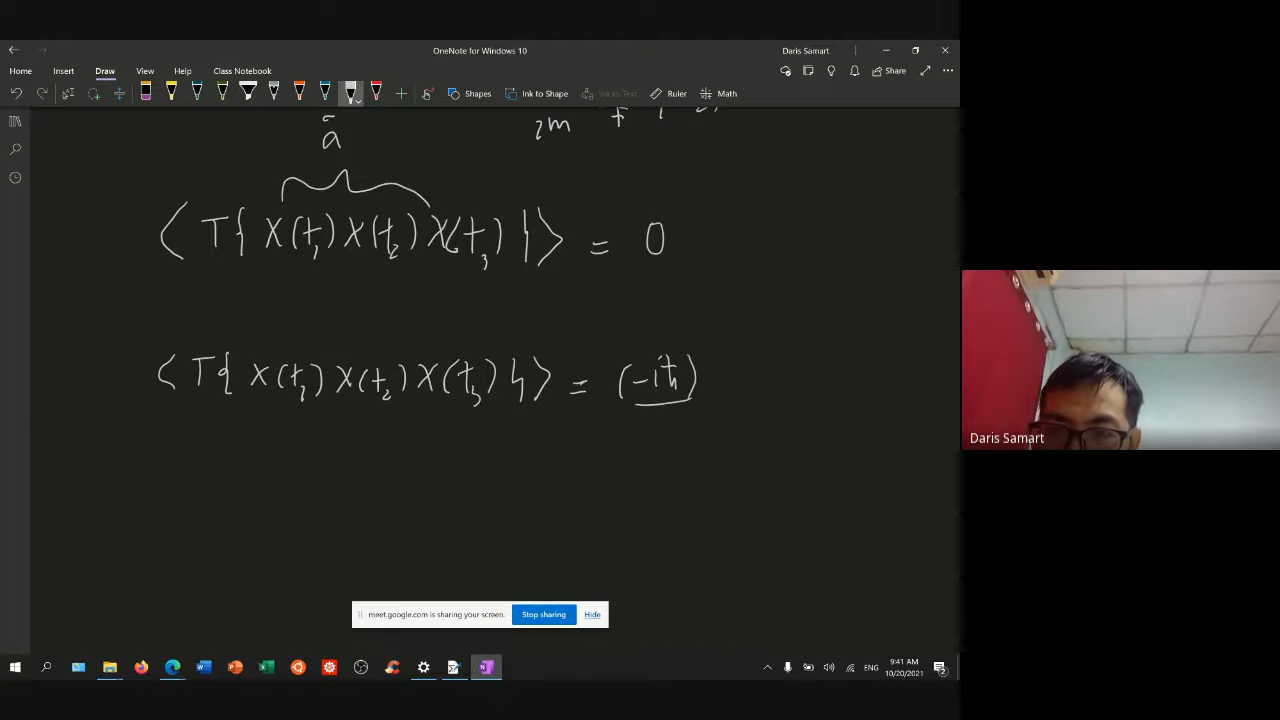 OneNote for Windows 10
Daris Samart
Home Insert Draw View Help Class Notebook
Share
Shapes Ink to Shape Ink to Text Ruler Math
2m
ā
⟨ T{ X(t₁) X(t₂) X(t₃) } ⟩ = 0
⟨ T{ X(t₁) X(t₂) X(t₃) } ⟩ = (-iħ)
Daris Samart
meet.google.com is sharing your screen. Stop sharing Hide
ENG
9:41 AM
10/20/2021
2